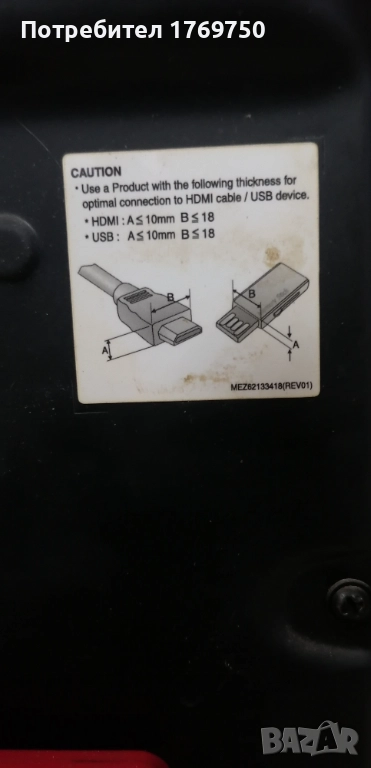 Потребител 1769750
CAUTION
• Use a Product with the following thickness for
optimal connection to HDMI cable / USB device.
• HDMI : A ≤ 10mm B ≤ 18
• USB : A ≤ 10mm B ≤ 18
B
A
B
A
MEZ62133418(REV01)
BAZAR